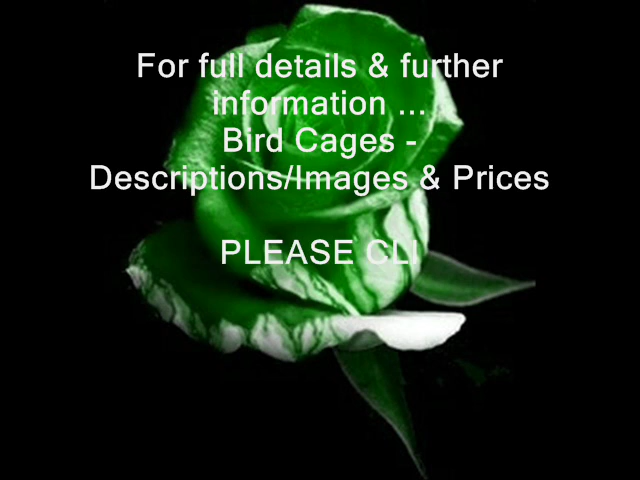 For full details & further
information ...
Bird Cages -
Descriptions/Images & Prices
PLEASE CLI